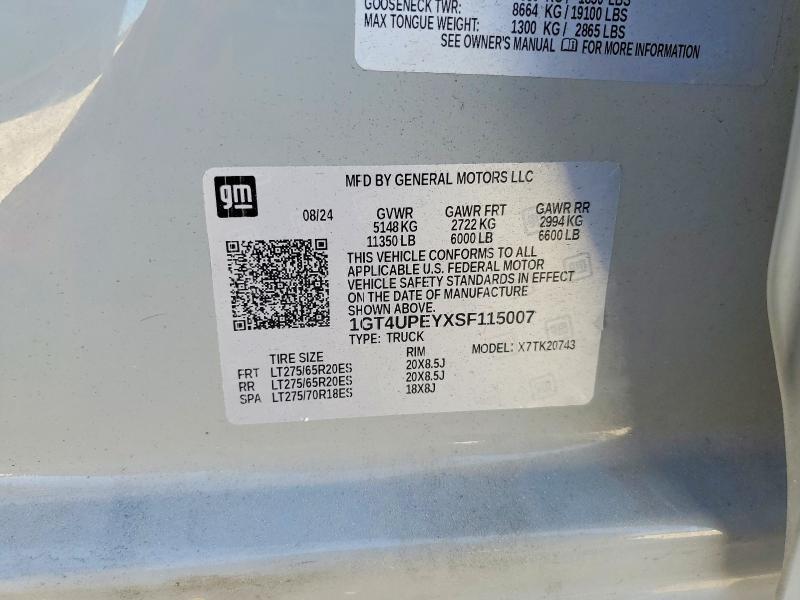 GOOSENECK TWR: 8664 KG/19100 LBS
MAX TONGUE WEIGHT: 1300 KG/ 2865 LBS
SEE OWNER'S MANUAL FOR MORE INFORMATION
gm
MFD BY GENERAL MOTORS LLC
08/24 GVWR GAWR FRT GAWR RR
5148 KG 2722 KG 2994 KG
11350 LB 6000 LB 6600 LB
THIS VEHICLE CONFORMS TO ALL
APPLICABLE U.S. FEDERAL MOTOR
VEHICLE SAFETY STANDARDS IN EFFECT
ON THE DATE OF MANUFACTURE
SHOWN ABOVE.
1GT4UPEYXSF115007
TYPE: TRUCK MODEL: X7TK20743
TIRE SIZE RIM
FRT LT275/65R20ES 20X8.5J
RR LT275/65R20ES 20X8.5J
SPA LT275/70R18ES 18X8J